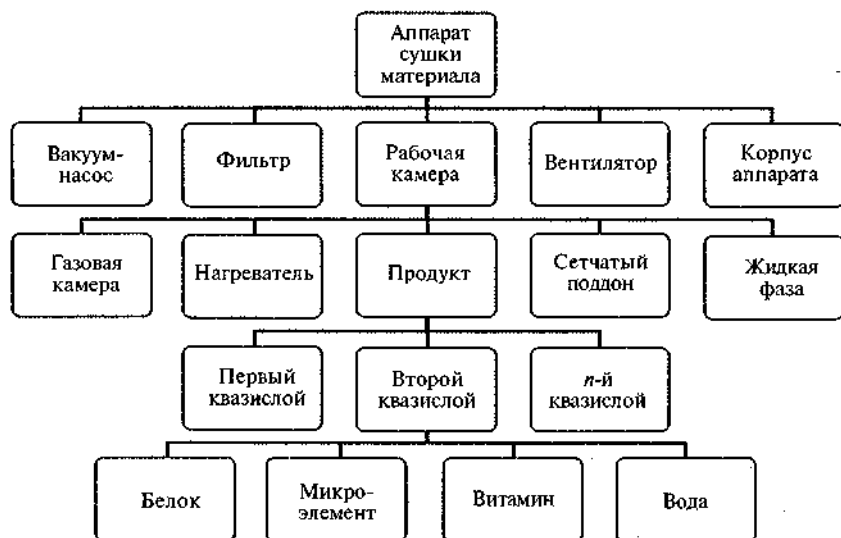 Аппарат
сушки
материала
Вакуум-
насос
Фильтр
Рабочая
камера
Вентилятор
Корпус
аппарата
Газовая
камера
Нагреватель
Продукт
Сетчатый
поддон
Жидкая
фаза
Первый
квазислой
Второй
квазислой
n-й
квазислой
Белок
Микро-
элемент
Витамин
Вода